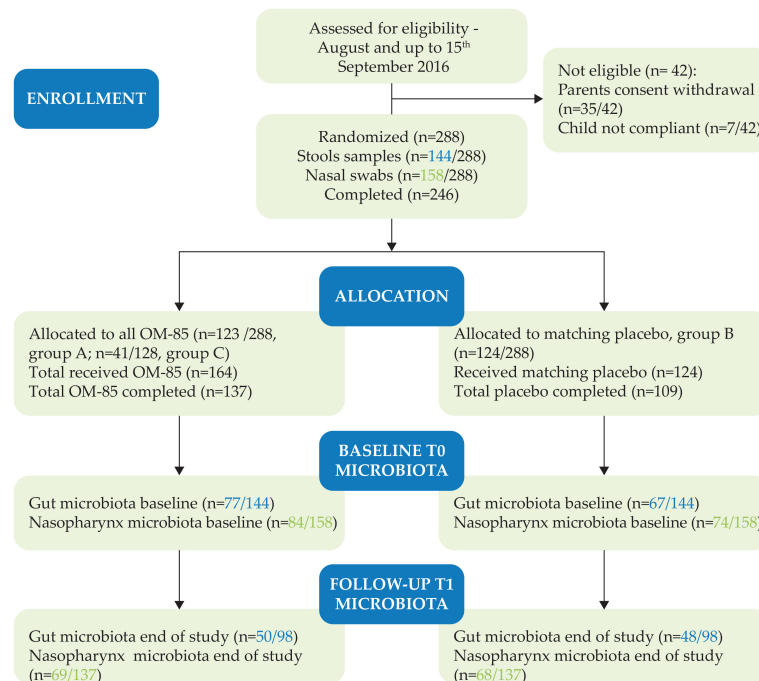 Assessed for eligibility -
August and up to 15th
September 2016
ENROLLMENT
Not eligible (n= 42):
Parents consent withdrawal
(n=35/42)
Child not compliant (n=7/42)
Randomized (n=288)
Stools samples (n=144/288)
Nasal swabs (n=158/288)
Completed (n=246)
ALLOCATION
Allocated to all OM-85 (n=123 /288,
group A; n=41/128, group C)
Total received OM-85 (n=164)
Total OM-85 completed (n=137)
Allocated to matching placebo, group B
(n=124/288)
Received matching placebo (n=124)
Total placebo completed (n=109)
BASELINE T0
MICROBIOTA
Gut microbiota baseline (n=77/144)
Nasopharynx microbiota baseline (n=84/158)
Gut microbiota baseline (n=67/144)
Nasopharynx microbiota baseline (n=74/158)
FOLLOW-UP T1
MICROBIOTA
Gut microbiota end of study (n=50/98)
Nasopharynx microbiota end of study
(n=69/137)
Gut microbiota end of study (n=48/98)
Nasopharynx microbiota end of study
(n=68/137)